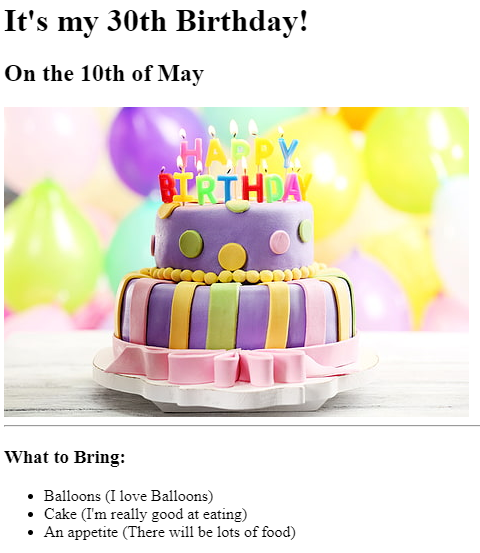 It's my 30th Birthday!
On the 10th of May
HAPPY
BIRTHDAY
What to Bring:
Balloons (I love Balloons)
Cake (I'm really good at eating)
An appetite (There will be lots of food)